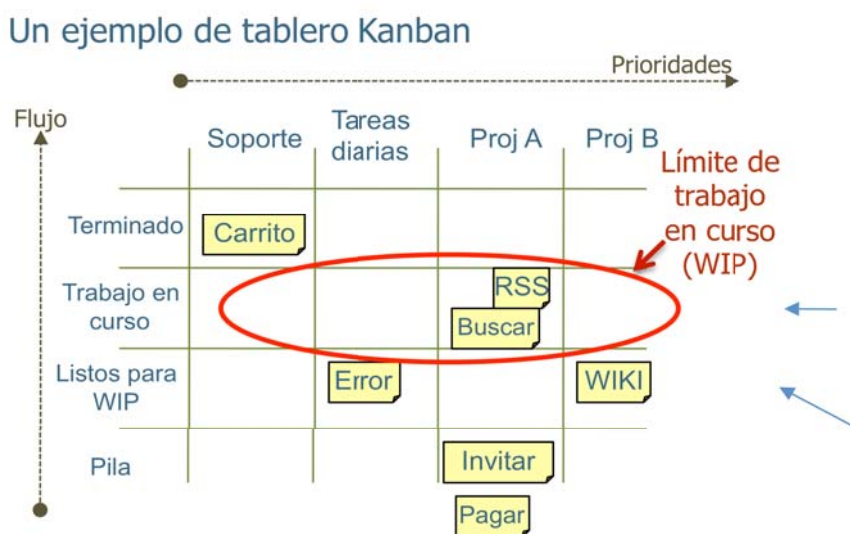 Un ejemplo de tablero Kanban
Prioridades
Flujo
Soporte
Tareas
diarias
Proj A
Proj B
Límite de
trabajo
en curso
(WIP)
Terminado
Carrito
Trabajo en
curso
RSS
Buscar
Listos para
WIP
Error
WIKI
Pila
Invitar
Pagar